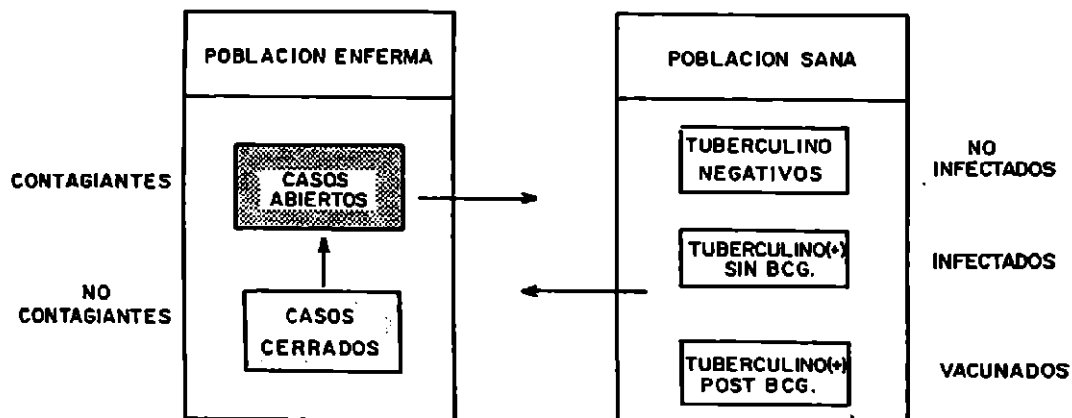 POBLACION ENFERMA
CONTAGIANTES
CASOS
ABIERTOS
NO
CONTAGIANTES
CASOS
CERRADOS
POBLACION SANA
TUBERCULINO
NEGATIVOS
NO
INFECTADOS
TUBERCULINO(+)
SIN BCG.
INFECTADOS
TUBERCULINO(+)
POST BCG.
VACUNADOS